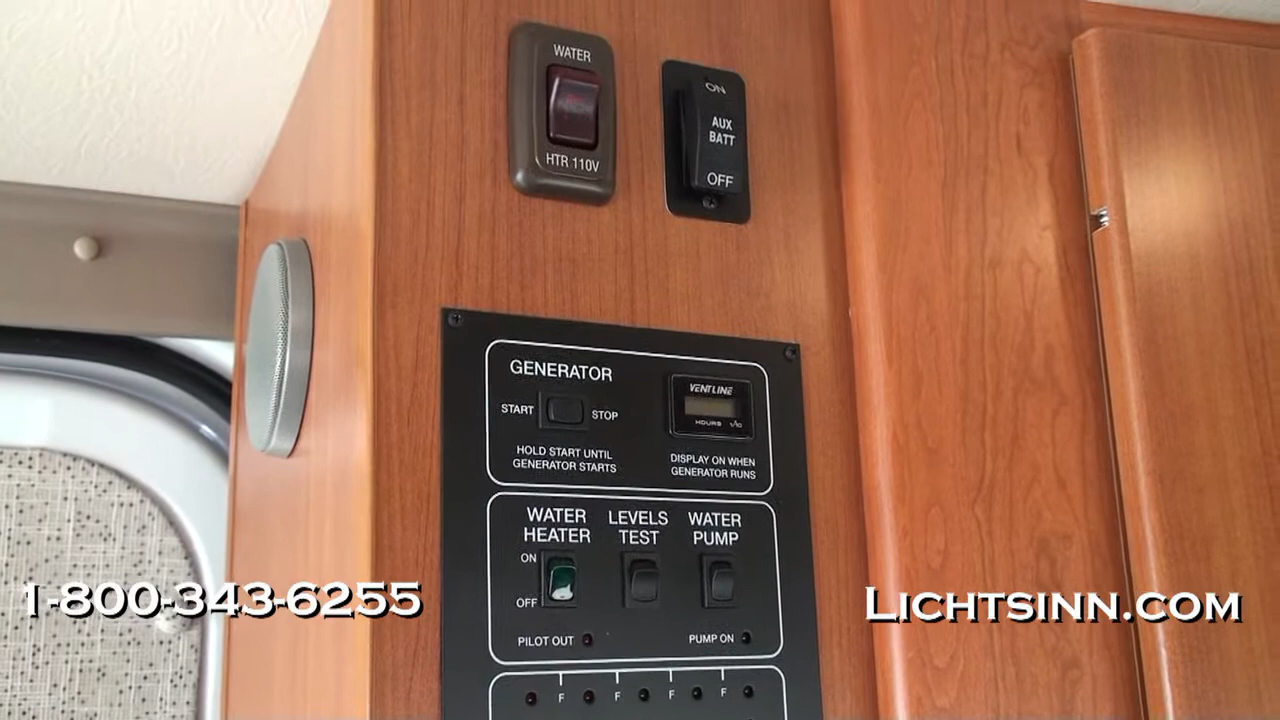 WATER
HTR 110V
ON
AUX
BATT
OFF
GENERATOR
START
STOP
HOLD START UNTIL
GENERATOR STARTS
VENTLINE
HOURS 1/10
DISPLAY ON WHEN
GENERATOR RUNS
WATER
HEATER
LEVELS
TEST
WATER
PUMP
ON
OFF
PILOT OUT
PUMP ON
F F F F
1-800-343-6255
LICHTSINN.COM